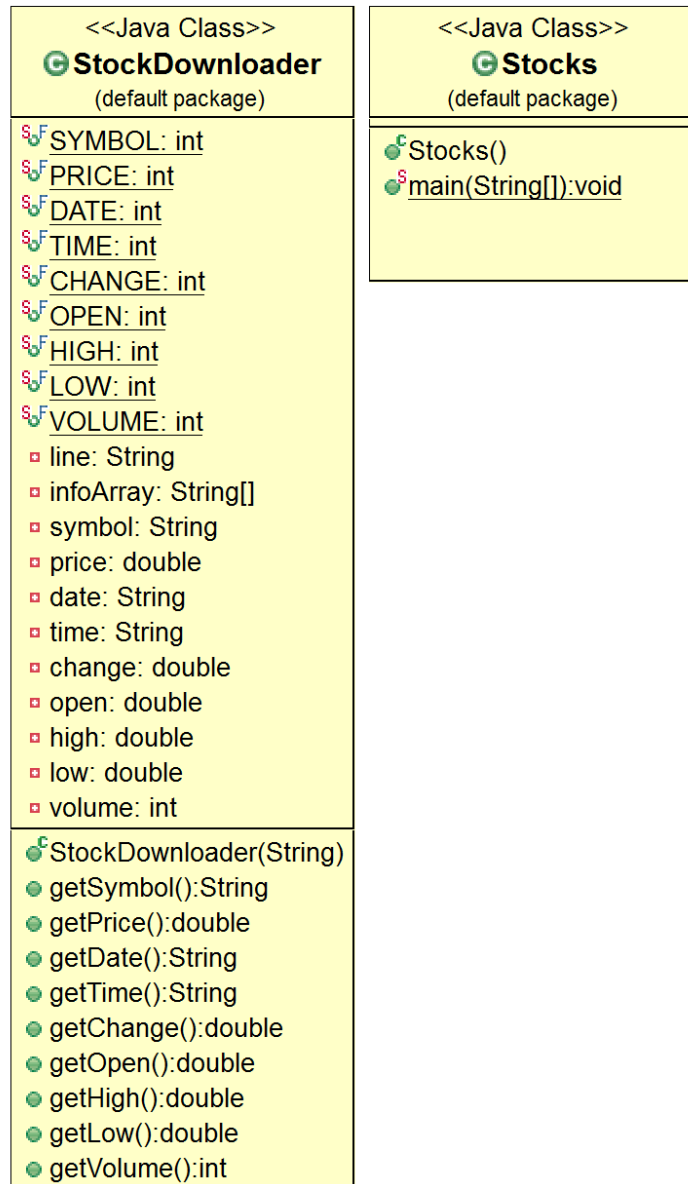 <<Java Class>>
StockDownloader
(default package)
SYMBOL: int
PRICE: int
DATE: int
TIME: int
CHANGE: int
OPEN: int
HIGH: int
LOW: int
VOLUME: int
line: String
infoArray: String[]
symbol: String
price: double
date: String
time: String
change: double
open: double
high: double
low: double
volume: int
StockDownloader(String)
getSymbol():String
getPrice():double
getDate():String
getTime():String
getChange():double
getOpen():double
getHigh():double
getLow():double
getVolume():int
<<Java Class>>
Stocks
(default package)
Stocks()
main(String[]):void